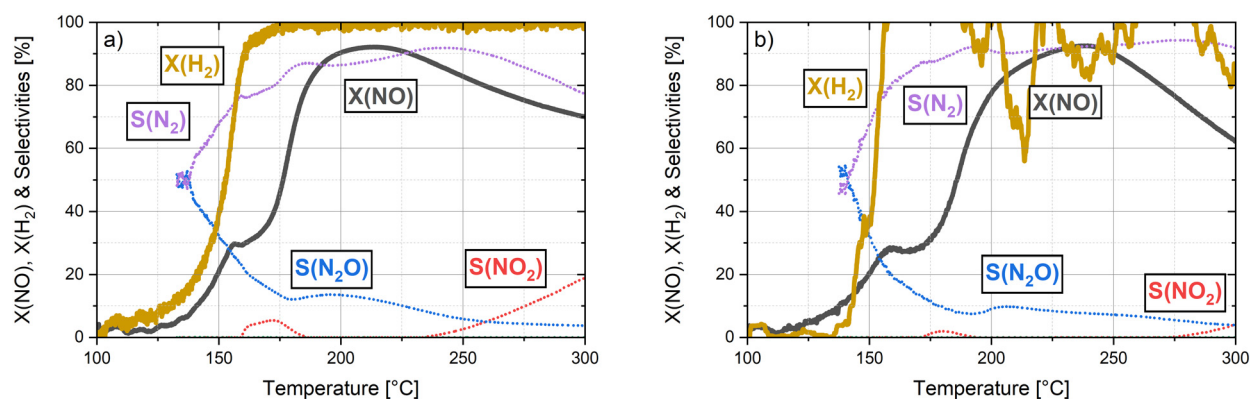 a)
X(NO), X(H₂) & Selectivities [%]
100
80
60
40
20
0
X(H₂)
S(N₂)
X(NO)
S(N₂O)
S(NO₂)
100 150 200 250 300
Temperature [°C]
b)
X(NO), X(H₂) & Selectivities [%]
100
80
60
40
20
0
X(H₂)
S(N₂)
X(NO)
S(N₂O)
S(NO₂)
100 150 200 250 300
Temperature [°C]